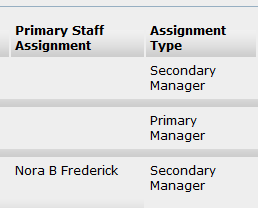 Primary Staff Assignment
Assignment Type
Secondary Manager
Primary Manager
Nora B Frederick
Secondary Manager